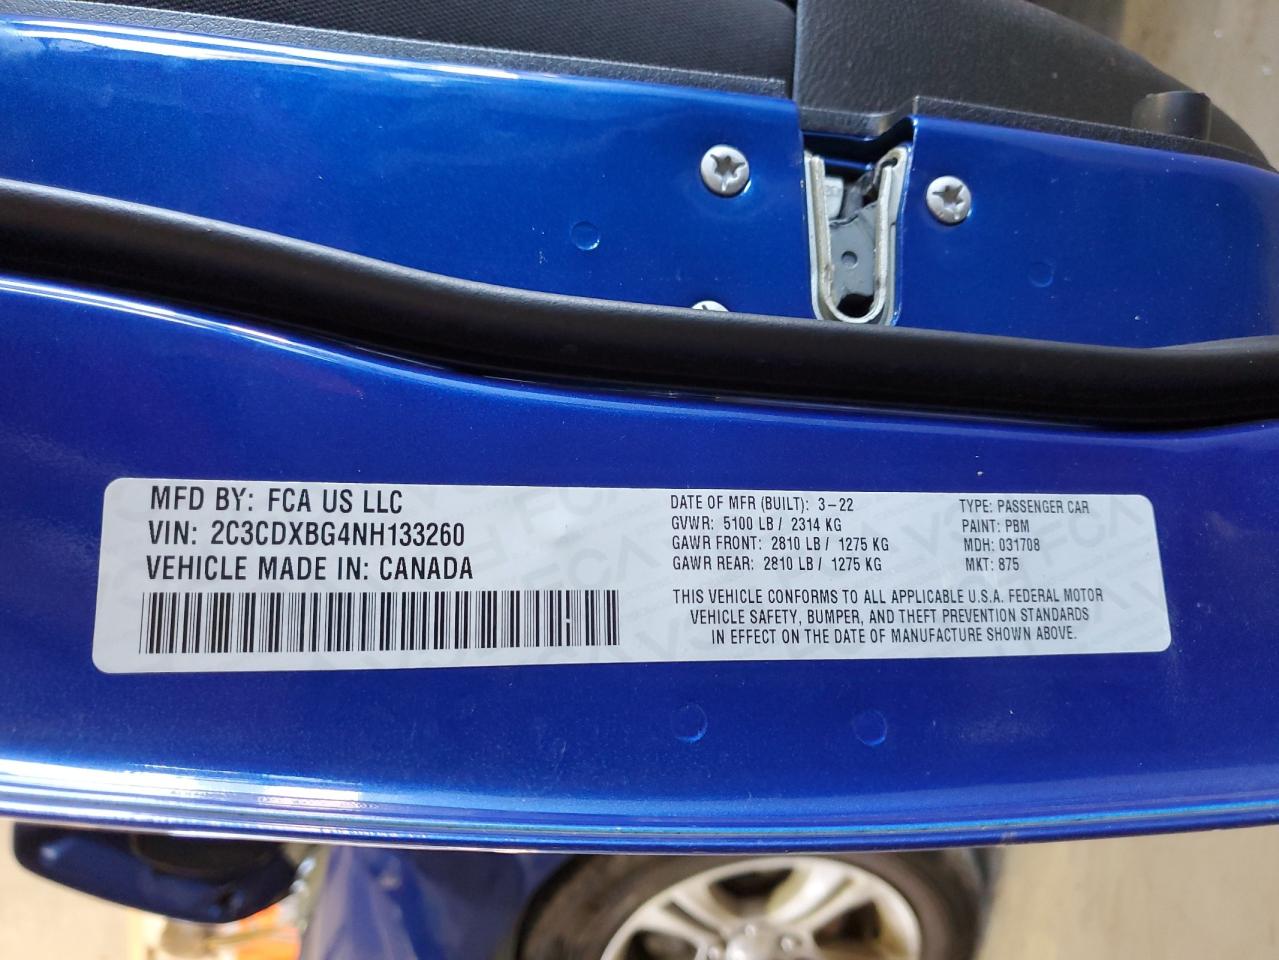 MFD BY: FCA US LLC
VIN: 2C3CDXBG4NH133260
VEHICLE MADE IN: CANADA
DATE OF MFR (BUILT): 3-22
GVWR: 5100 LB / 2314 KG
GAWR FRONT: 2810 LB / 1275 KG
GAWR REAR: 2810 LB / 1275 KG
TYPE: PASSENGER CAR
PAINT: PBM
MDH: 031708
MKT: 875
THIS VEHICLE CONFORMS TO ALL APPLICABLE U.S.A. FEDERAL MOTOR
VEHICLE SAFETY, BUMPER, AND THEFT PREVENTION STANDARDS
IN EFFECT ON THE DATE OF MANUFACTURE SHOWN ABOVE.